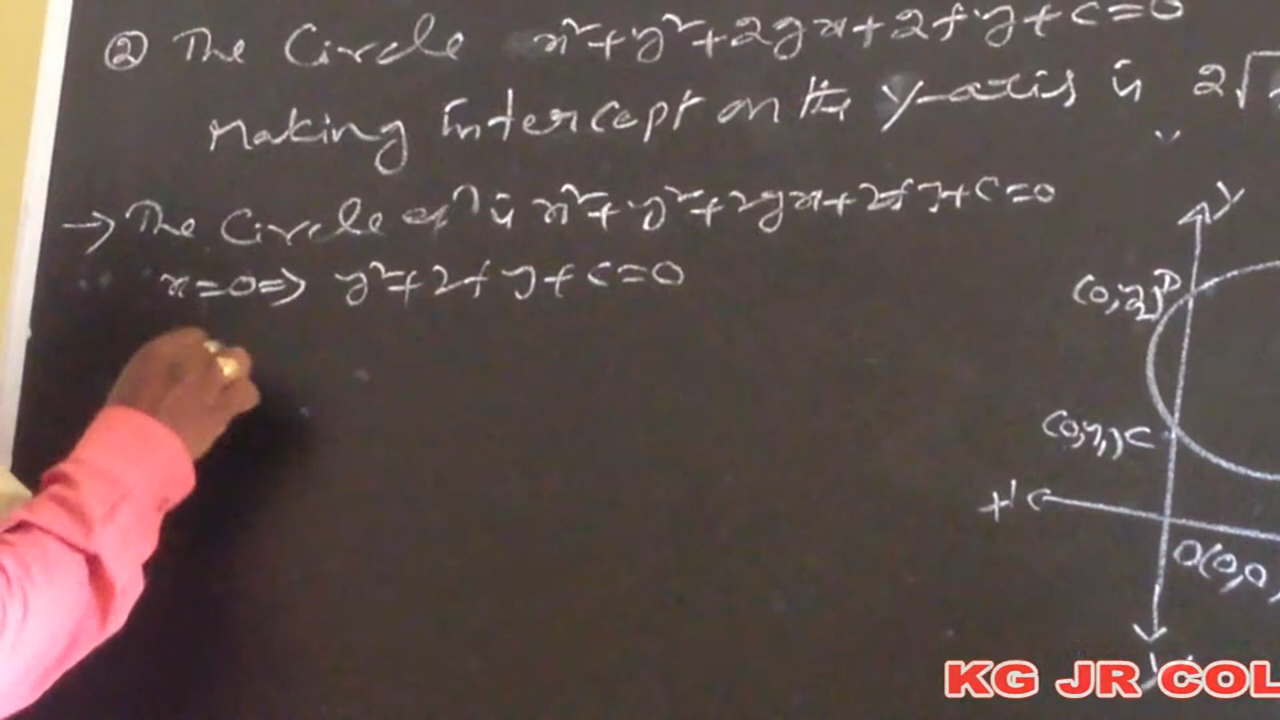 ② The Circle x²+y²+2gx+2fy+c=0
Making Intercept on the y-axis is 2√
→ The Circle eqn is x²+y²+2gx+2fy+c=0
x=0⇒ y²+2fy+c=0
Y
(0,y2)D
(0,y1)C
O(0,0
KG JR COL